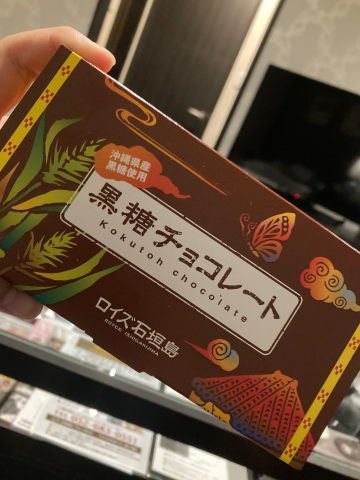 沖縄県産
黒糖使用
黒糖チョコレート
Kokutoh chocolate
ロイズ石垣島
ROYCE' ISHIGAKIJIMA